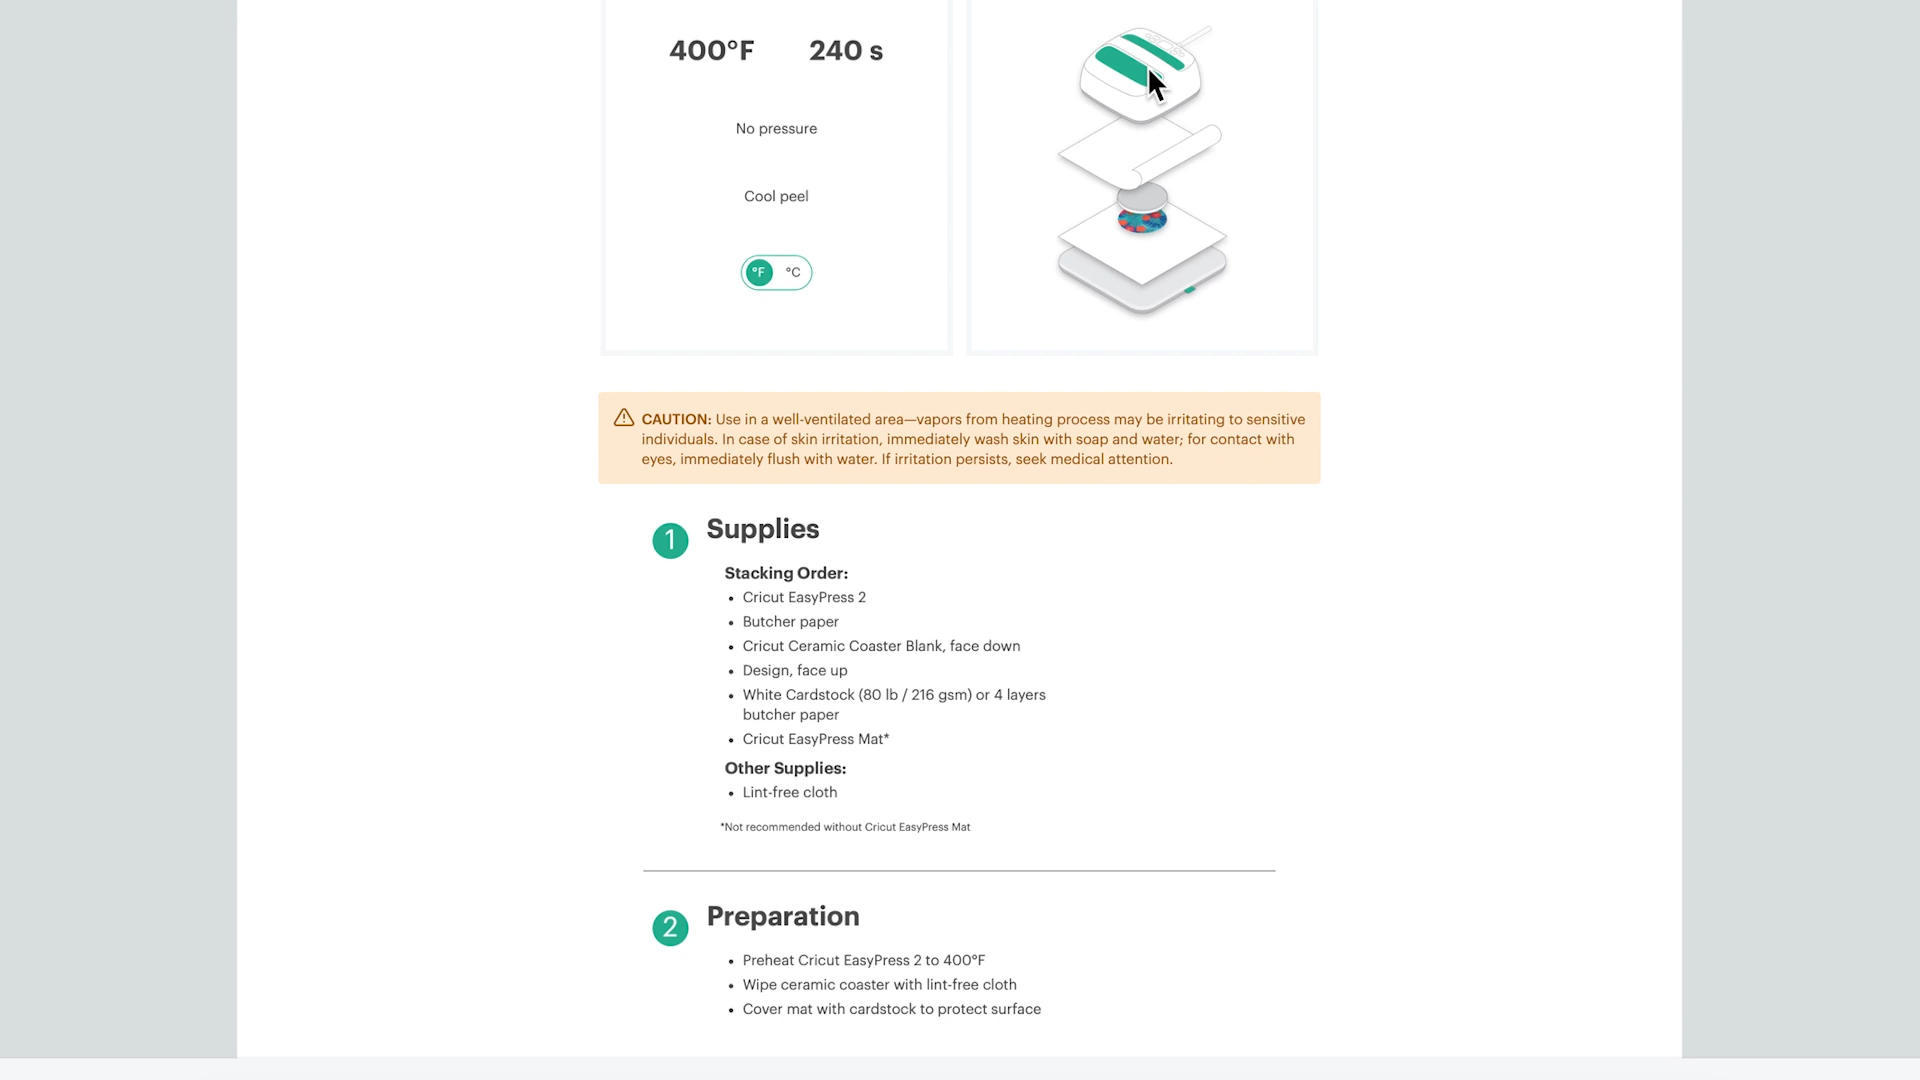 400°F 240 s
No pressure
Cool peel
°F °C
CAUTION: Use in a well-ventilated area—vapors from heating process may be irritating to sensitive
individuals. In case of skin irritation, immediately wash skin with soap and water; for contact with
eyes, immediately flush with water. If irritation persists, seek medical attention.
1 Supplies
Stacking Order:
• Cricut EasyPress 2
• Butcher paper
• Cricut Ceramic Coaster Blank, face down
• Design, face up
• White Cardstock (80 lb / 216 gsm) or 4 layers
butcher paper
• Cricut EasyPress Mat*
Other Supplies:
• Lint-free cloth
*Not recommended without Cricut EasyPress Mat
2 Preparation
• Preheat Cricut EasyPress 2 to 400°F
• Wipe ceramic coaster with lint-free cloth
• Cover mat with cardstock to protect surface